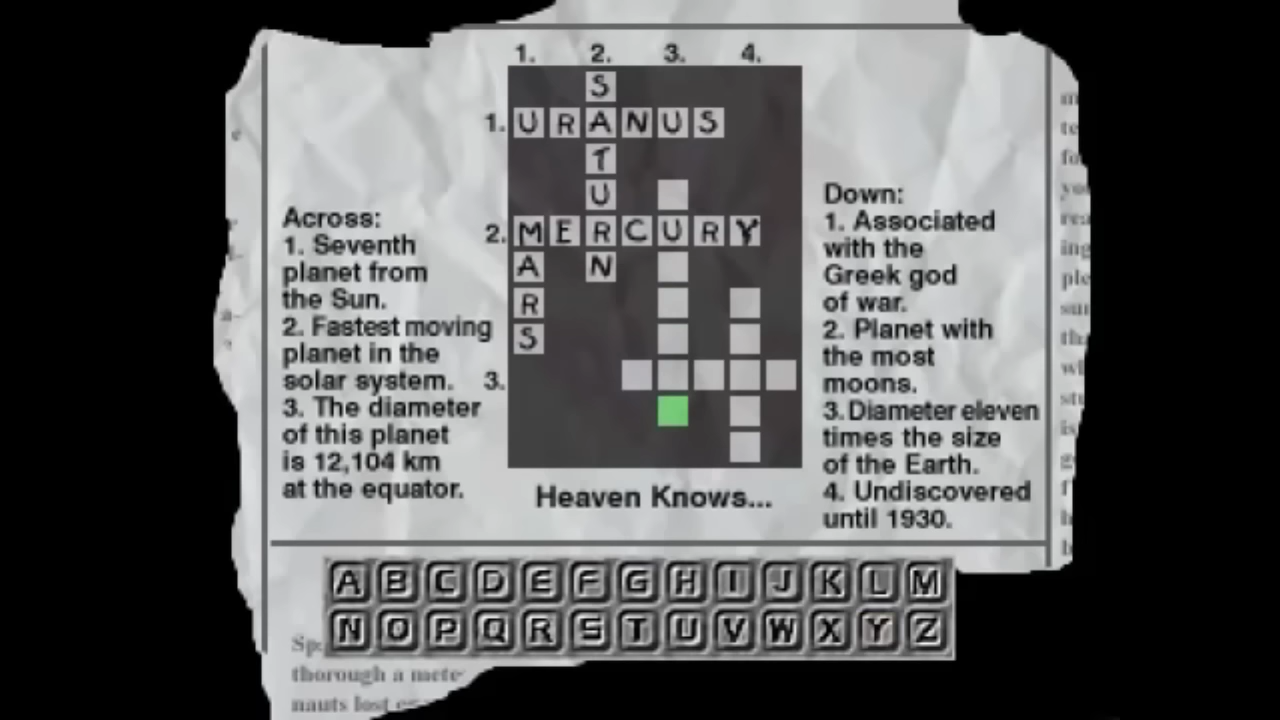 1. 2. 3. 4.
S
1. URANUS
T
U
2. MERCURY
A N
R
S
3.
Across:
1. Seventh
planet from
the Sun.
2. Fastest moving
planet in the
solar system.
3. The diameter
of this planet
is 12,104 km
at the equator.
Down:
1. Associated
with the
Greek god
of war.
2. Planet with
the most
moons.
3. Diameter eleven
times the size
of the Earth.
4. Undiscovered
until 1930.
Heaven Knows...
A B C D E F G H I J K L M
N O P Q R S T U V W X Y Z
thorough a mete
nauts lost